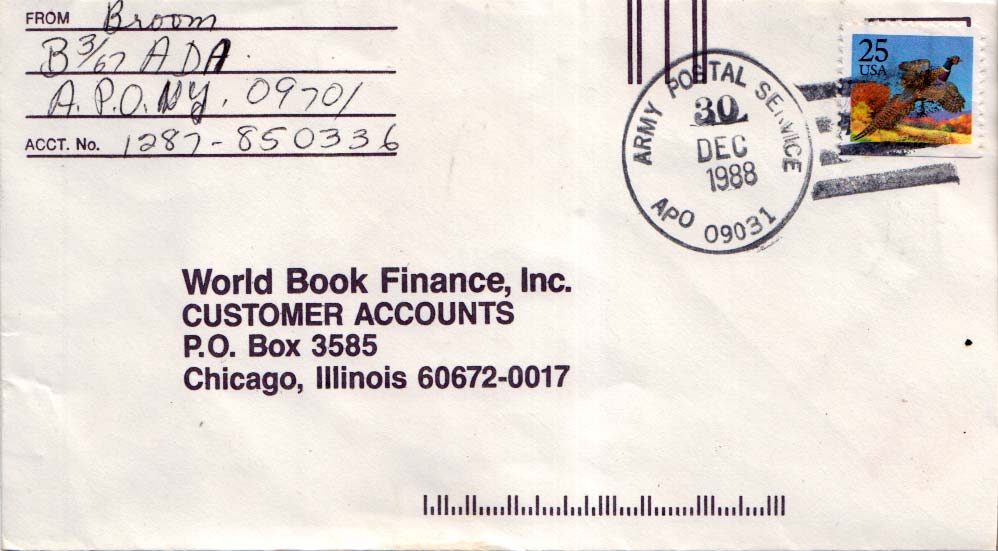 FROM Broom
B 3/67 ADA
A.P.O. NY. 09701
ACCT. No. 1287-850336
ARMY POSTAL SERVICE
30
DEC
1988
APO 09031
25
USA
World Book Finance, Inc.
CUSTOMER ACCOUNTS
P.O. Box 3585
Chicago, Illinois 60672-0017